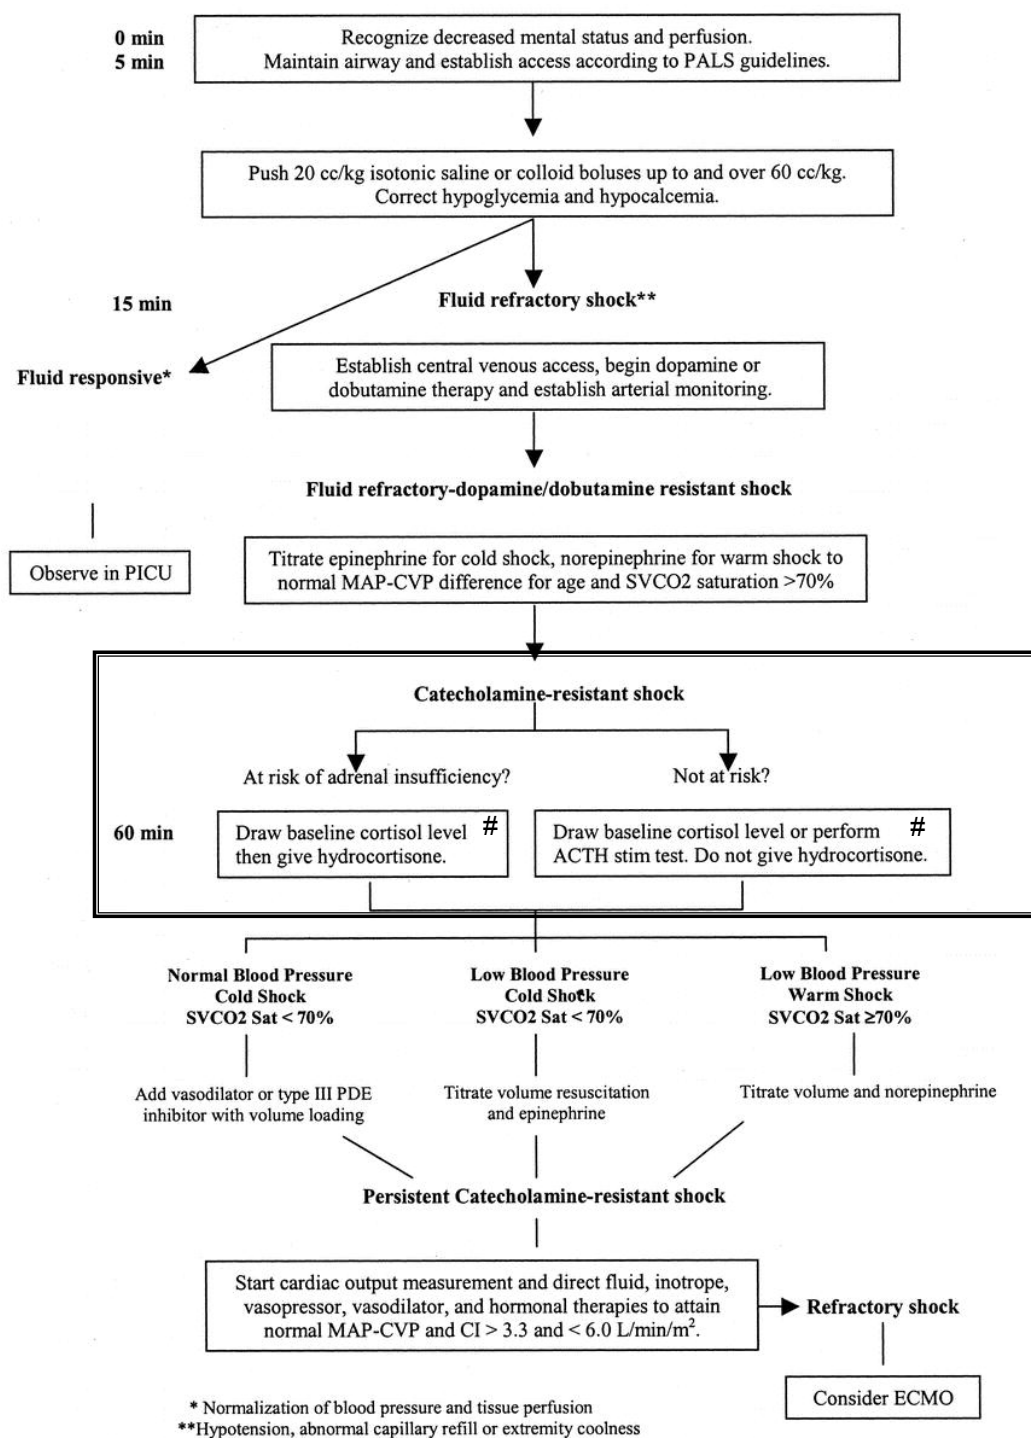 0 min
5 min
Recognize decreased mental status and perfusion.
Maintain airway and establish access according to PALS guidelines.
Push 20 cc/kg isotonic saline or colloid boluses up to and over 60 cc/kg.
Correct hypoglycemia and hypocalcemia.
15 min
Fluid refractory shock**
Fluid responsive*
Establish central venous access, begin dopamine or
dobutamine therapy and establish arterial monitoring.
Fluid refractory-dopamine/dobutamine resistant shock
Observe in PICU
Titrate epinephrine for cold shock, norepinephrine for warm shock to
normal MAP-CVP difference for age and SVCO2 saturation >70%
Catecholamine-resistant shock
At risk of adrenal insufficiency?
Not at risk?
60 min
Draw baseline cortisol level #
then give hydrocortisone.
Draw baseline cortisol level or perform #
ACTH stim test. Do not give hydrocortisone.
Normal Blood Pressure
Cold Shock
SVCO2 Sat < 70%
Low Blood Pressure
Cold Shock
SVCO2 Sat < 70%
Low Blood Pressure
Warm Shock
SVCO2 Sat ≥70%
Add vasodilator or type III PDE
inhibitor with volume loading
Titrate volume resuscitation
and epinephrine
Titrate volume and norepinephrine
Persistent Catecholamine-resistant shock
Start cardiac output measurement and direct fluid, inotrope,
vasopressor, vasodilator, and hormonal therapies to attain
normal MAP-CVP and CI > 3.3 and < 6.0 L/min/m².
Refractory shock
Consider ECMO
* Normalization of blood pressure and tissue perfusion
**Hypotension, abnormal capillary refill or extremity coolness